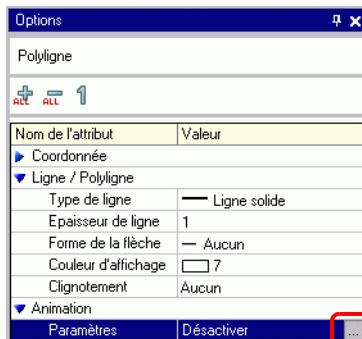 Options
Polyligne
ALL ALL 1
Nom de l'attribut Valeur
Coordonnée
Ligne / Polyligne
Type de ligne Ligne solide
Epaisseur de ligne 1
Forme de la flèche Aucun
Couleur d'affichage 7
Clignotement Aucun
Animation
Paramètres Désactiver ...